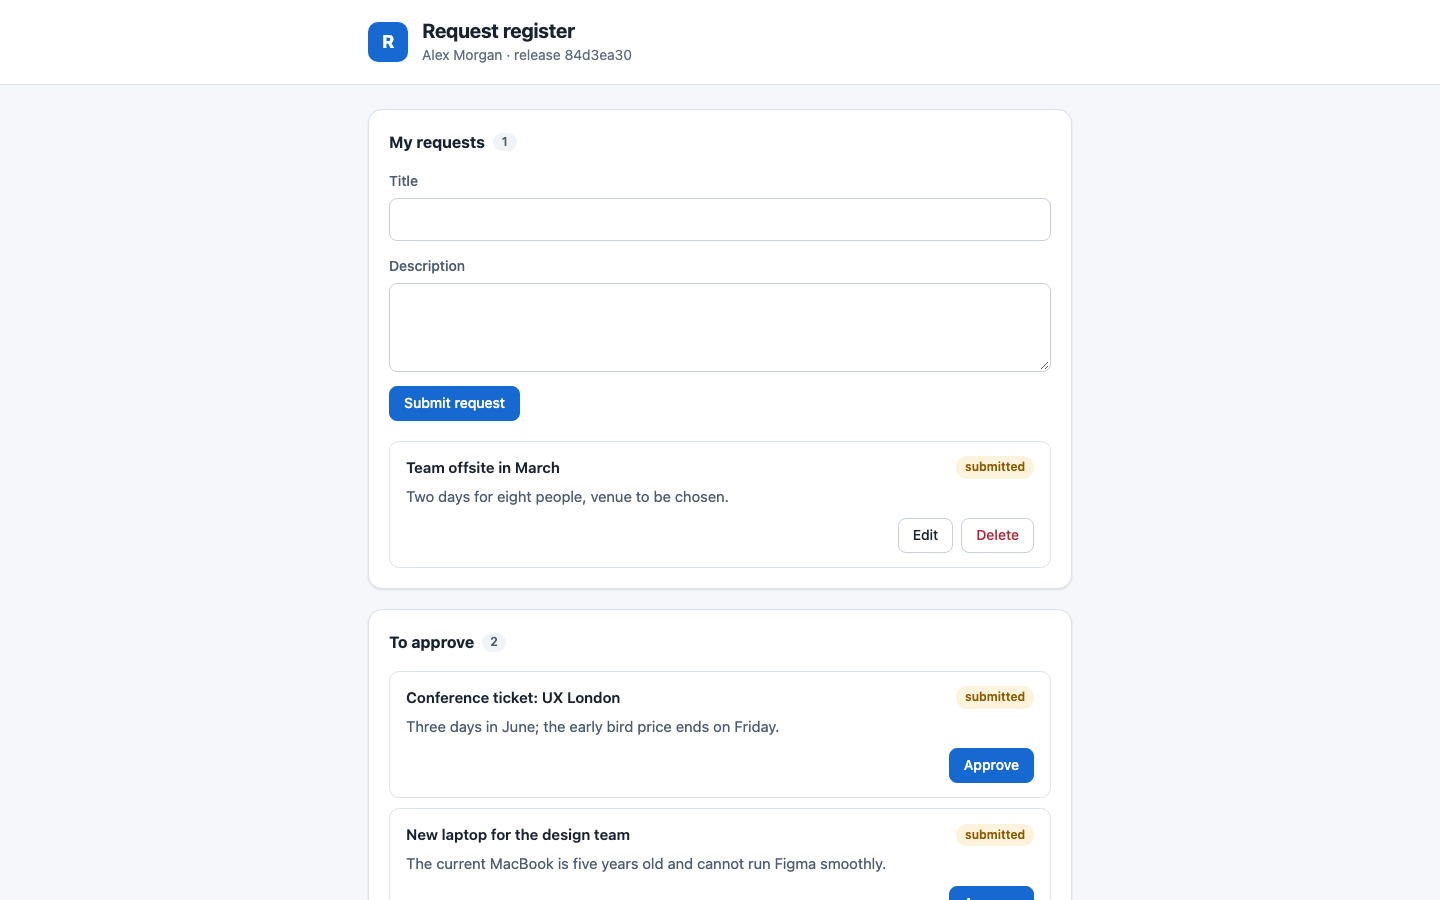 R
Request register
Alex Morgan · release 84d3ea30
My requests 1
Title
Description
Submit request
Team offsite in March submitted
Two days for eight people, venue to be chosen.
Edit Delete
To approve 2
Conference ticket: UX London submitted
Three days in June; the early bird price ends on Friday.
Approve
New laptop for the design team submitted
The current MacBook is five years old and cannot run Figma smoothly.